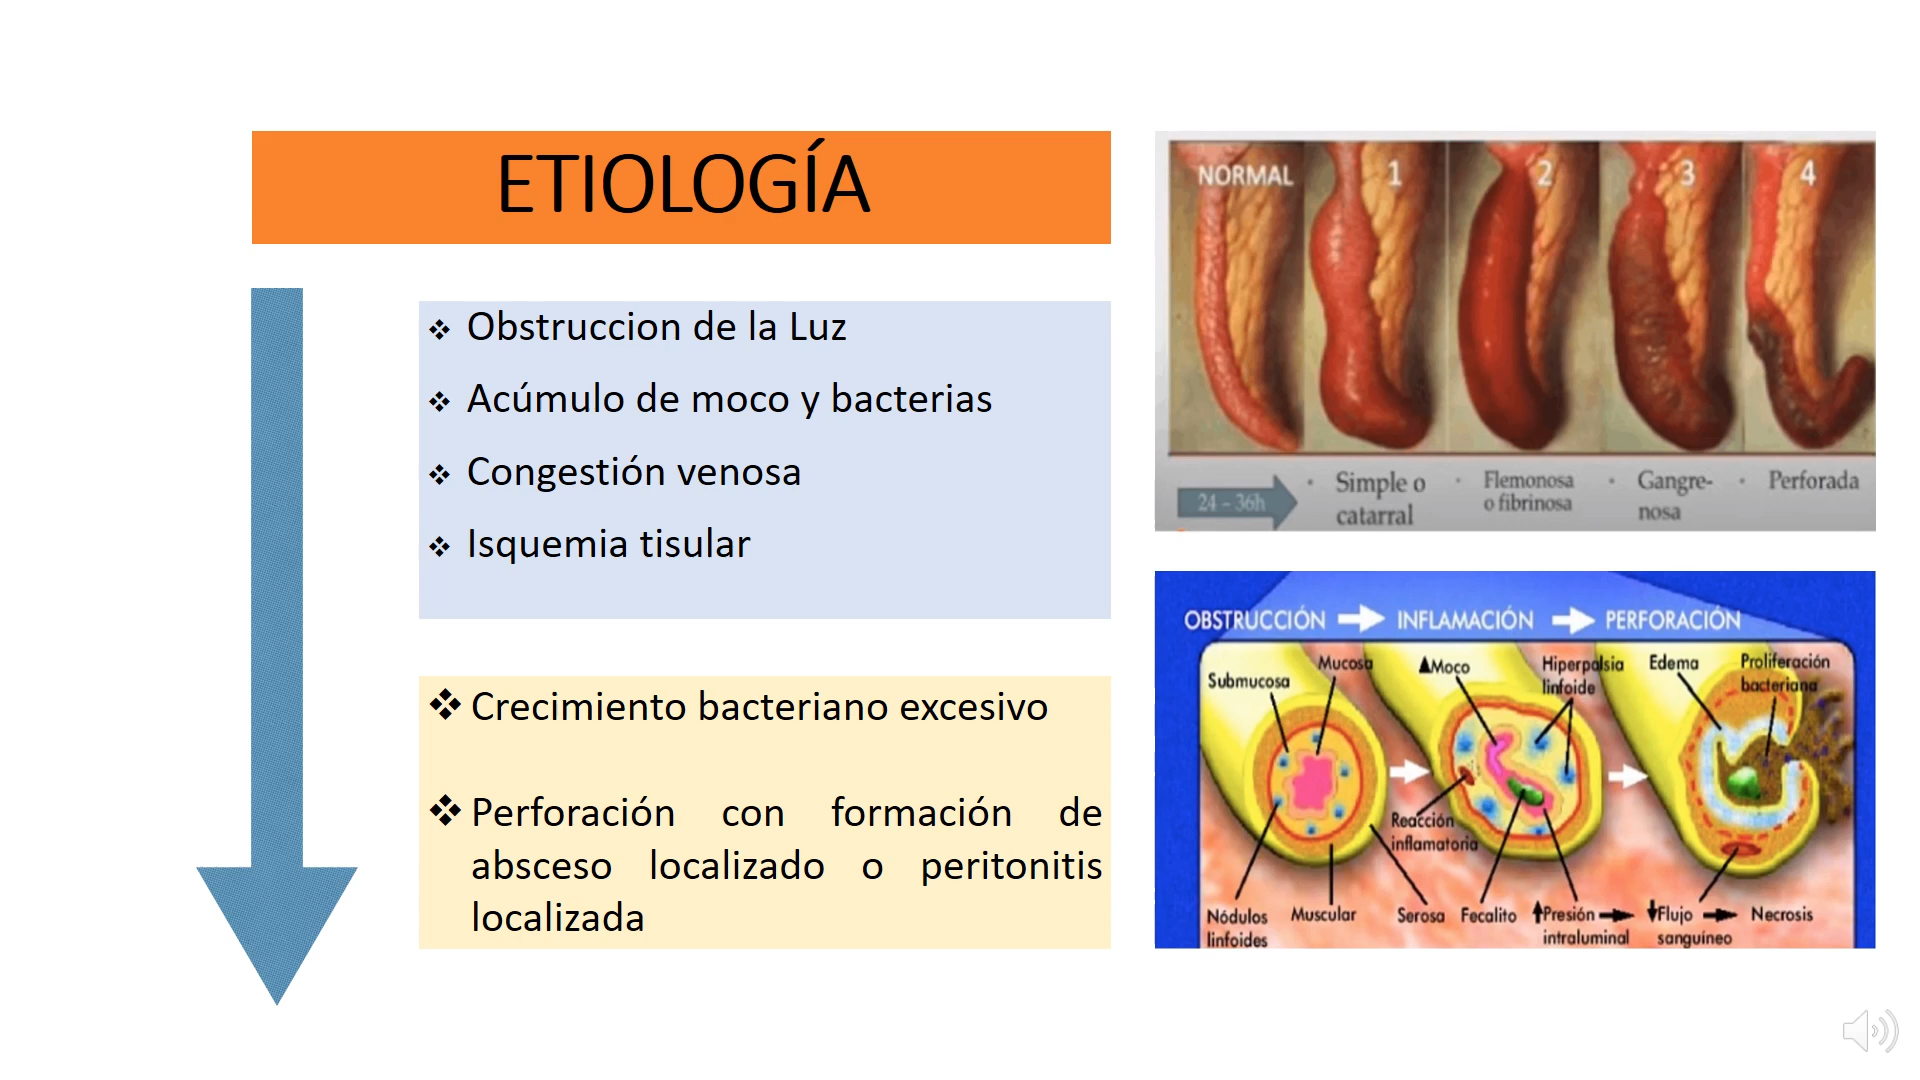 ETIOLOGÍA
❖ Obstruccion de la Luz
❖ Acúmulo de moco y bacterias
❖ Congestión venosa
❖ Isquemia tisular
❖ Crecimiento bacteriano excesivo
❖ Perforación con formación de
absceso localizado o peritonitis
localizada
NORMAL 1 2 3 4
24 – 36h
• Simple o
catarral
• Flemonosa
o fibrinosa
• Gangre-
nosa
• Perforada
OBSTRUCCIÓN INFLAMACIÓN PERFORACIÓN
Submucosa
Mucosa
▲Moco
Hiperpalsia
linfoide
Edema
Proliferación
bacteriana
Reacción
inflamatoria
Nódulos
linfoides
Muscular
Serosa
Fecalito
↑Presión
intraluminal
↓Flujo
sanguíneo
Necrosis